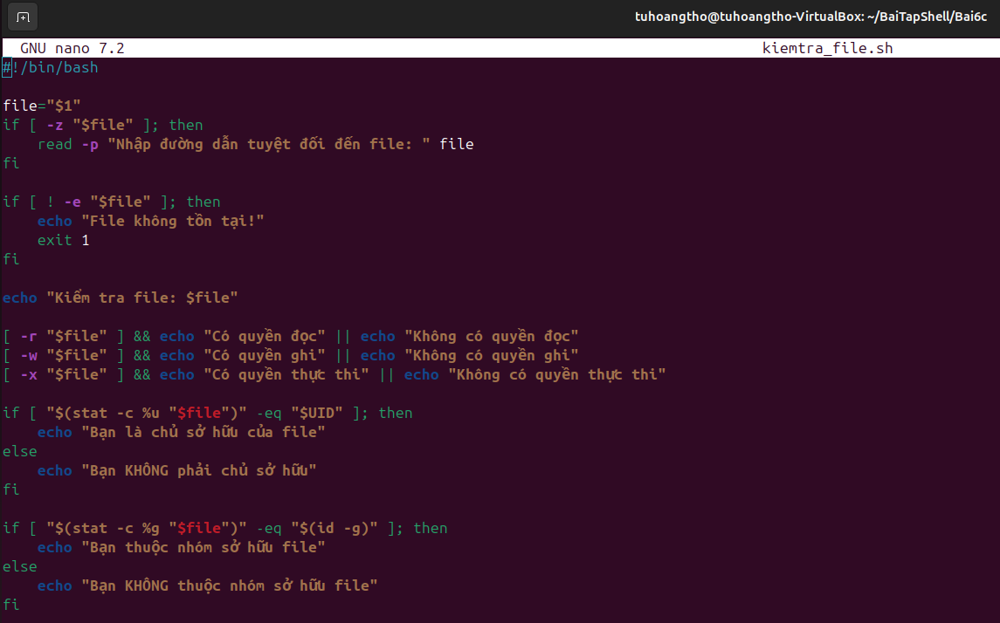 tuhoangtho@tuhoangtho-VirtualBox: ~/BaiTapShell/Bai6c
GNU nano 7.2 kiemtra_file.sh
#!/bin/bash
file="$1"
if [ -z "$file" ]; then
    read -p "Nhập đường dẫn tuyệt đối đến file: " file
fi
if [ ! -e "$file" ]; then
    echo "File không tồn tại!"
    exit 1
fi
echo "Kiểm tra file: $file"
[ -r "$file" ] && echo "Có quyền đọc" || echo "Không có quyền đọc"
[ -w "$file" ] && echo "Có quyền ghi" || echo "Không có quyền ghi"
[ -x "$file" ] && echo "Có quyền thực thi" || echo "Không có quyền thực thi"
if [ "$(stat -c %u "$file")" -eq "$UID" ]; then
    echo "Bạn là chủ sở hữu của file"
else
    echo "Bạn KHÔNG phải chủ sở hữu"
fi
if [ "$(stat -c %g "$file")" -eq "$(id -g)" ]; then
    echo "Bạn thuộc nhóm sở hữu file"
else
    echo "Bạn KHÔNG thuộc nhóm sở hữu file"
fi